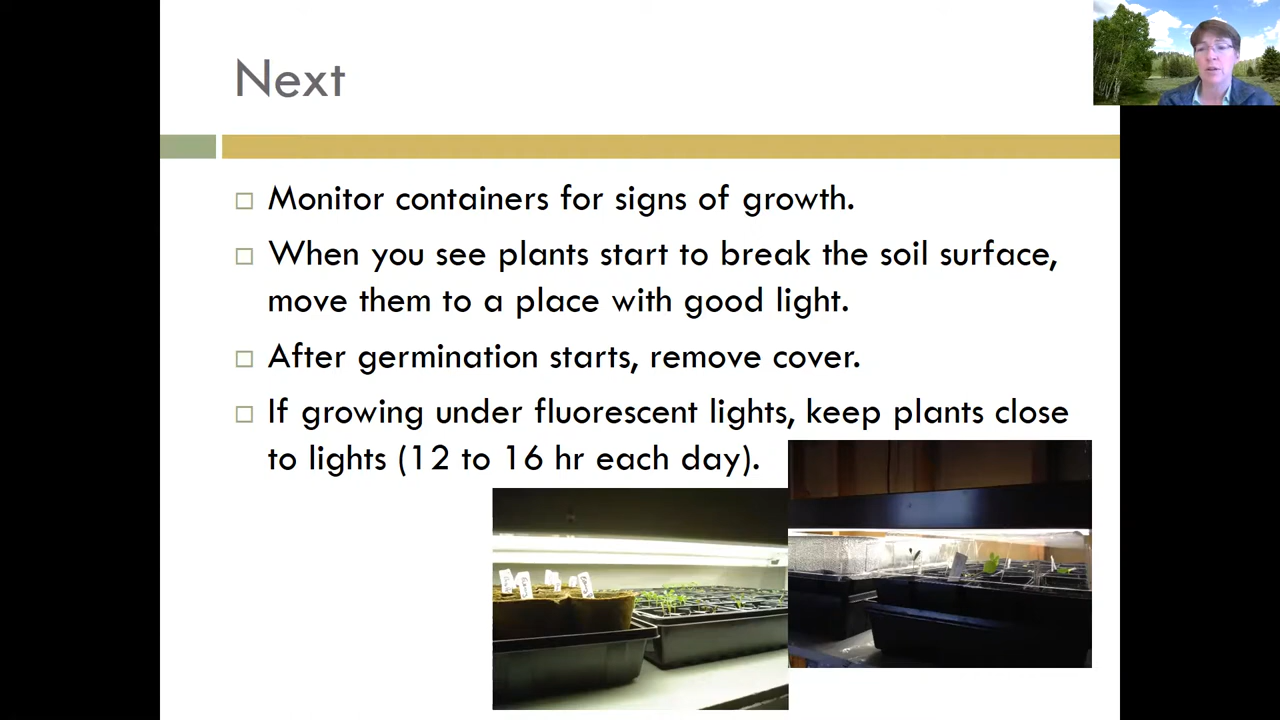 Next
Monitor containers for signs of growth.
When you see plants start to break the soil surface,
move them to a place with good light.
After germination starts, remove cover.
If growing under fluorescent lights, keep plants close
to lights (12 to 16 hr each day).